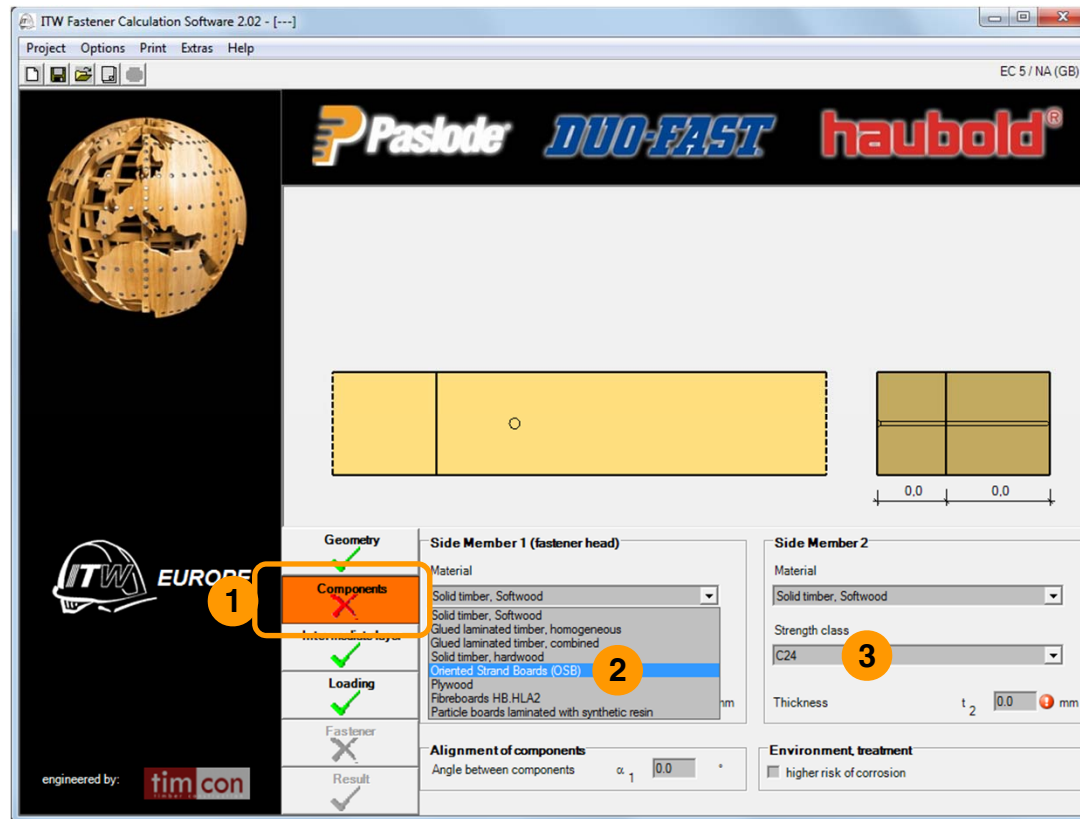 ITW Fastener Calculation Software 2.02 - [---]
Project Options Print Extras Help
EC 5 / NA (GB)
Paslode DUO-FAST haubold®
0,0 0,0
ITW EUROPE
engineered by: timcon
Geometry
1
Components
Intermediate layer
Loading
Fastener
Result
Side Member 1 (fastener head)
Material
Solid timber, Softwood
Solid timber, Softwood
Glued laminated timber, homogeneous
Glued laminated timber, combined
Solid timber, hardwood
Oriented Strand Boards (OSB) 2
Plywood
Fibreboards HB.HLA2
Particle boards laminated with synthetic resin
mm
Alignment of components
Angle between components α 1 0.0 °
Side Member 2
Material
Solid timber, Softwood
Strength class
C24 3
Thickness t 2 0.0 mm
Environment, treatment
higher risk of corrosion